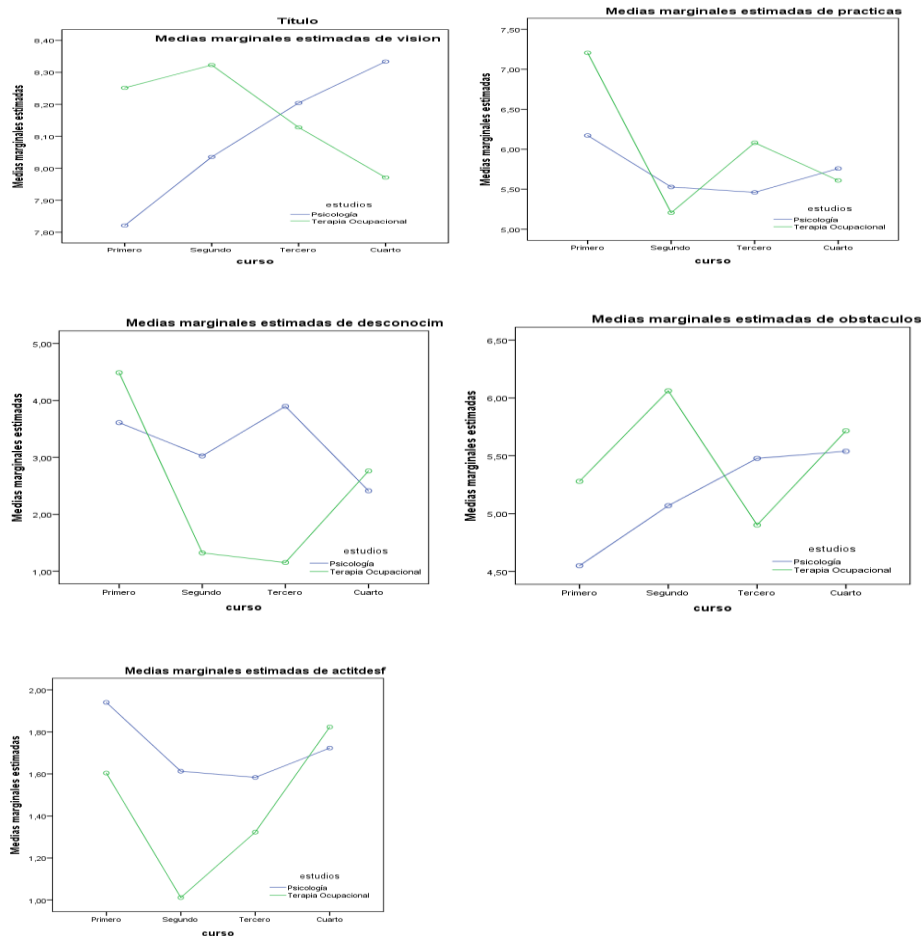 Título
Medias marginales estimadas de vision
Medias marginales estimadas
8,40
8,30
8,20
8,10
8,00
7,90
7,80
estudios
Psicología
Terapia Ocupacional
Primero Segundo Tercero Cuarto
curso
Medias marginales estimadas de practicas
Medias marginales estimadas
7,50
7,00
6,50
6,00
5,50
5,00
estudios
Psicología
Terapia Ocupacional
Primero Segundo Tercero Cuarto
curso
Medias marginales estimadas de desconocim
Medias marginales estimadas
5,00
4,00
3,00
2,00
1,00
estudios
Psicología
Terapia Ocupacional
Primero Segundo Tercero Cuarto
curso
Medias marginales estimadas de obstaculos
Medias marginales estimadas
6,50
6,00
5,50
5,00
4,50
estudios
Psicología
Terapia Ocupacional
Primero Segundo Tercero Cuarto
curso
Medias marginales estimadas de actitdesf
Medias marginales estimadas
2,00
1,80
1,60
1,40
1,20
1,00
estudios
Psicología
Terapia Ocupacional
Primero Segundo Tercero Cuarto
curso